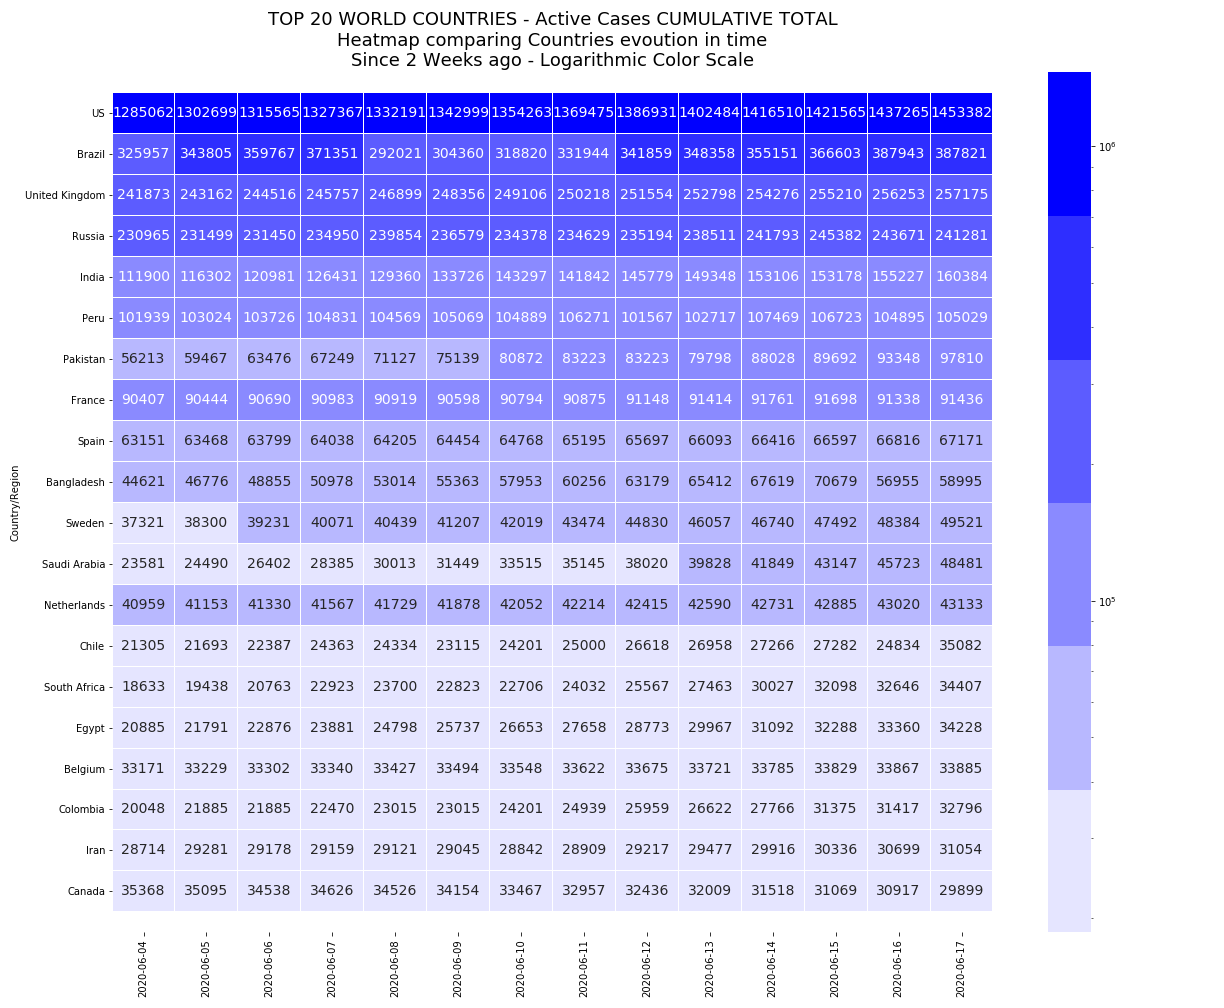 TOP 20 WORLD COUNTRIES - Active Cases CUMULATIVE TOTAL
Heatmap comparing Countries evoution in time
Since 2 Weeks ago - Logarithmic Color Scale
Country/Region
US 1285062 1302699 1315565 1327367 1332191 1342999 1354263 1369475 1386931 1402484 1416510 1421565 1437265 1453382
Brazil 325957 343805 359767 371351 292021 304360 318820 331944 341859 348358 355151 366603 387943 387821
United Kingdom 241873 243162 244516 245757 246899 248356 249106 250218 251554 252798 254276 255210 256253 257175
Russia 230965 231499 231450 234950 239854 236579 234378 234629 235194 238511 241793 245382 243671 241281
India 111900 116302 120981 126431 129360 133726 143297 141842 145779 149348 153106 153178 155227 160384
Peru 101939 103024 103726 104831 104569 105069 104889 106271 101567 102717 107469 106723 104895 105029
Pakistan 56213 59467 63476 67249 71127 75139 80872 83223 83223 79798 88028 89692 93348 97810
France 90407 90444 90690 90983 90919 90598 90794 90875 91148 91414 91761 91698 91338 91436
Spain 63151 63468 63799 64038 64205 64454 64768 65195 65697 66093 66416 66597 66816 67171
Bangladesh 44621 46776 48855 50978 53014 55363 57953 60256 63179 65412 67619 70679 56955 58995
Sweden 37321 38300 39231 40071 40439 41207 42019 43474 44830 46057 46740 47492 48384 49521
Saudi Arabia 23581 24490 26402 28385 30013 31449 33515 35145 38020 39828 41849 43147 45723 48481
Netherlands 40959 41153 41330 41567 41729 41878 42052 42214 42415 42590 42731 42885 43020 43133
Chile 21305 21693 22387 24363 24334 23115 24201 25000 26618 26958 27266 27282 24834 35082
South Africa 18633 19438 20763 22923 23700 22823 22706 24032 25567 27463 30027 32098 32646 34407
Egypt 20885 21791 22876 23881 24798 25737 26653 27658 28773 29967 31092 32288 33360 34228
Belgium 33171 33229 33302 33340 33427 33494 33548 33622 33675 33721 33785 33829 33867 33885
Colombia 20048 21885 21885 22470 23015 23015 24201 24939 25959 26622 27766 31375 31417 32796
Iran 28714 29281 29178 29159 29121 29045 28842 28909 29217 29477 29916 30336 30699 31054
Canada 35368 35095 34538 34626 34526 34154 33467 32957 32436 32009 31518 31069 30917 29899
2020-06-04 2020-06-05 2020-06-06 2020-06-07 2020-06-08 2020-06-09 2020-06-10 2020-06-11 2020-06-12 2020-06-13 2020-06-14 2020-06-15 2020-06-16 2020-06-17
10⁶
10⁵